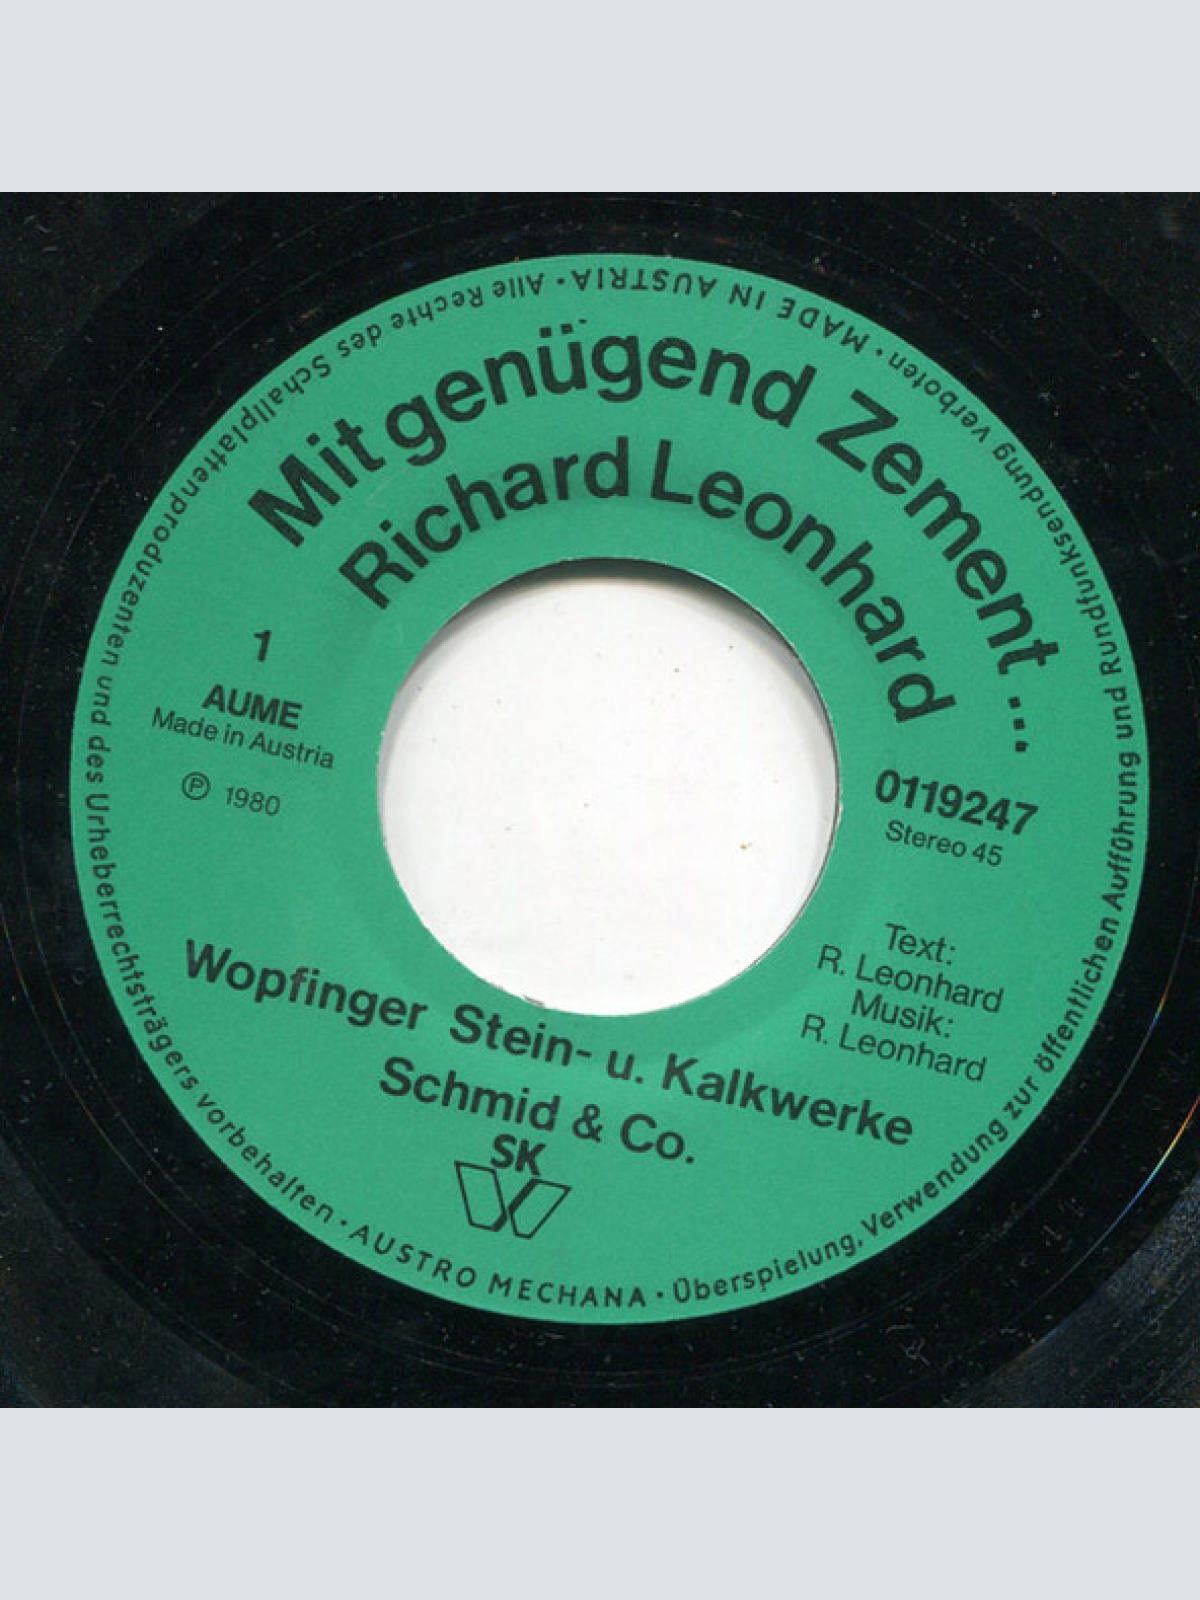 Mit genügend Zement ...
Richard Leonhard
1
AUME
Made in Austria
℗ 1980
0119247
Stereo 45
Text:
R. Leonhard
Musik:
R. Leonhard
Wopfinger Stein- u. Kalkwerke
Schmid & Co.
SK
W
MADE IN AUSTRIA · Alle Rechte des Schallplattenproduzenten und des Urheberrechtsträgers vorbehalten · AUSTRO MECHANA · Überspielung, Verwendung zur öffentlichen Aufführung und Rundfunksendung verboten ·